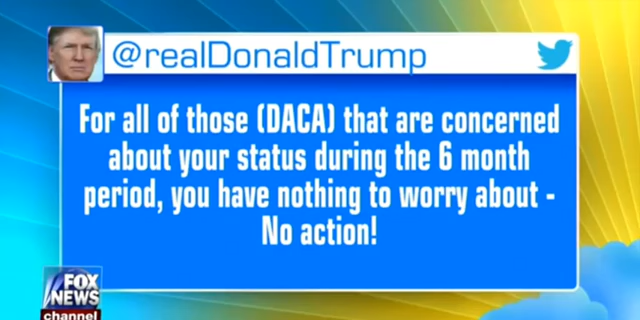 @realDonaldTrump
For all of those (DACA) that are concerned
about your status during the 6 month
period, you have nothing to worry about -
No action!
FOX
NEWS
channel